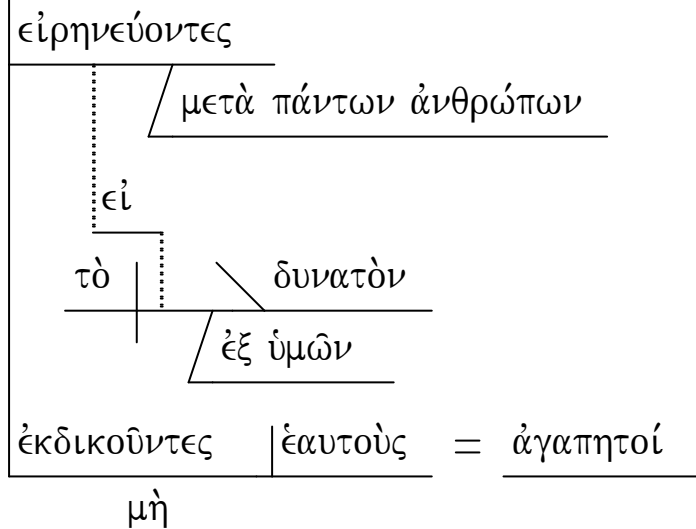 εἰρηνεύοντες
μετὰ πάντων ἀνθρώπων
εἰ
τὸ δυνατὸν
ἐξ ὑμῶν
ἐκδικοῦντες ἑαυτοὺς = ἀγαπητοί
μὴ